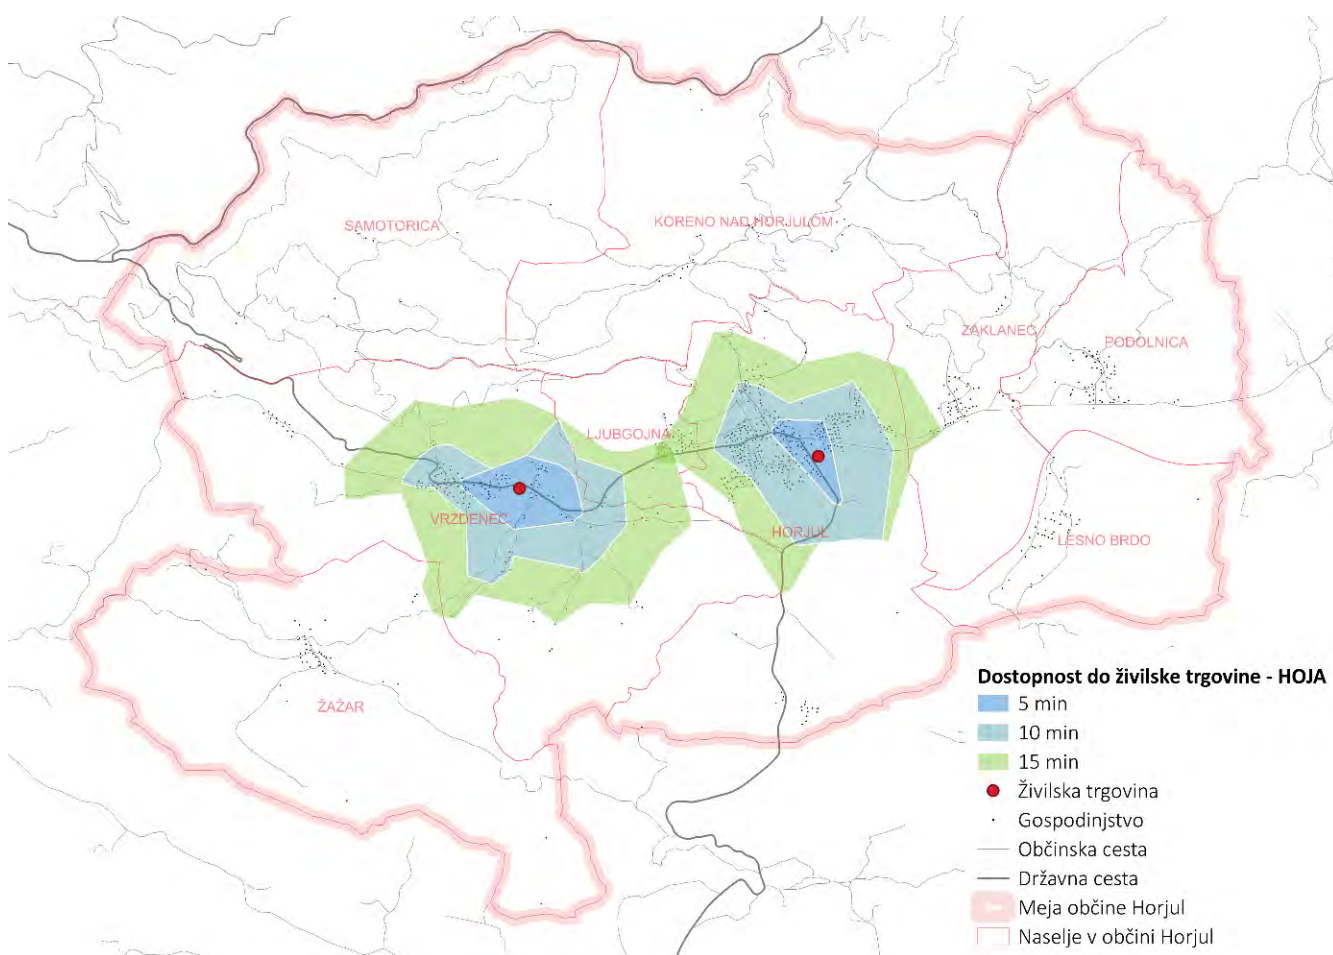 SAMOTORICA
KORENO NAD HORJULOM
ZAKLANEC
PODOLNICA
LJUBGOJNA
VRZDENEC
HORJUL
LESNO BRDO
ŽAŽAR
Dostopnost do živilske trgovine - HOJA
5 min
10 min
15 min
Živilska trgovina
Gospodinjstvo
Občinska cesta
Državna cesta
Meja občine Horjul
Naselje v občini Horjul